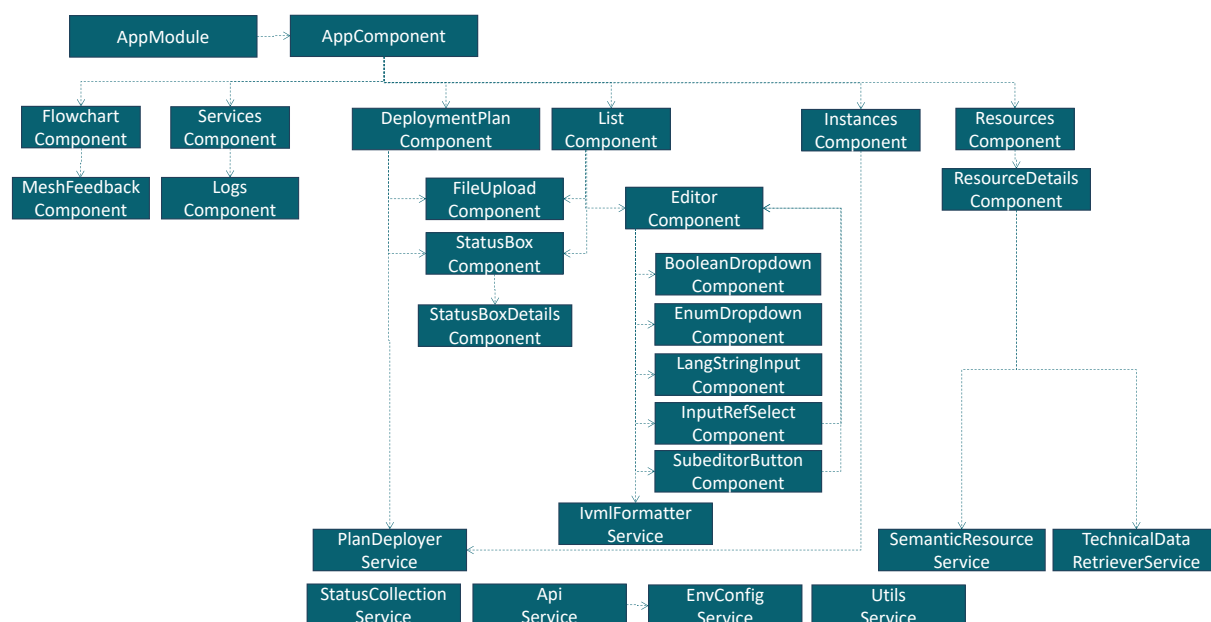 AppModule
AppComponent
Flowchart
Component
Services
Component
DeploymentPlan
Component
List
Component
Instances
Component
Resources
Component
MeshFeedback
Component
Logs
Component
FileUpload
Component
Editor
Component
ResourceDetails
Component
StatusBox
Component
BooleanDropdown
Component
StatusBoxDetails
Component
EnumDropdown
Component
LangStringInput
Component
InputRefSelect
Component
SubeditorButton
Component
IvmlFormatter
Service
PlanDeployer
Service
SemanticResource
Service
TechnicalData
RetrieverService
StatusCollection
Service
Api
Service
EnvConfig
Service
Utils
Service